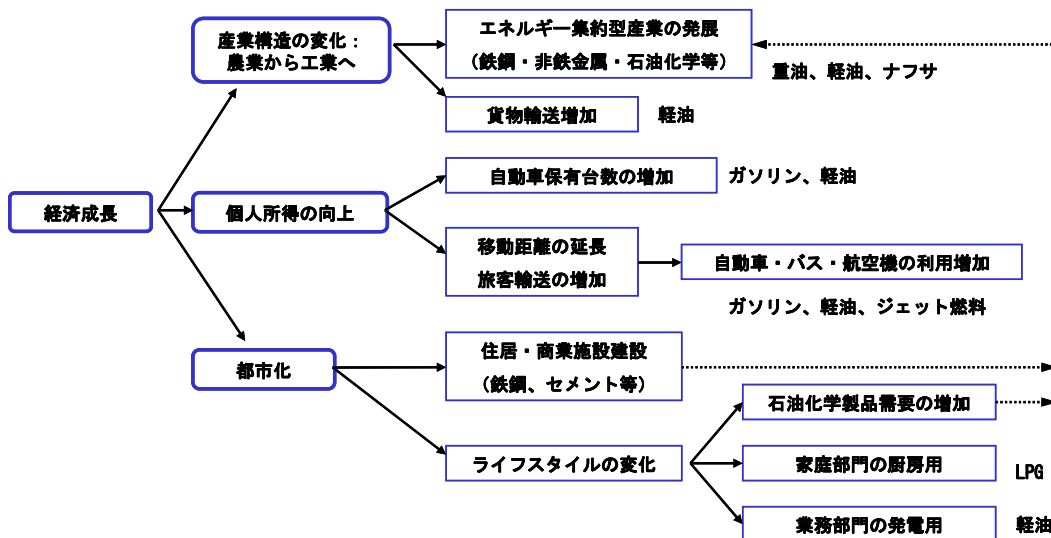 産業構造の変化：
農業から工業へ
エネルギー集約型産業の発展
（鉄鋼・非鉄金属・石油化学等）
重油、軽油、ナフサ
貨物輸送増加
軽油
自動車保有台数の増加
ガソリン、軽油
経済成長
個人所得の向上
移動距離の延長
旅客輸送の増加
自動車・バス・航空機の利用増加
ガソリン、軽油、ジェット燃料
都市化
住居・商業施設建設
（鉄鋼、セメント等）
石油化学製品需要の増加
ライフスタイルの変化
家庭部門の厨房用
LPG
業務部門の発電用
軽油